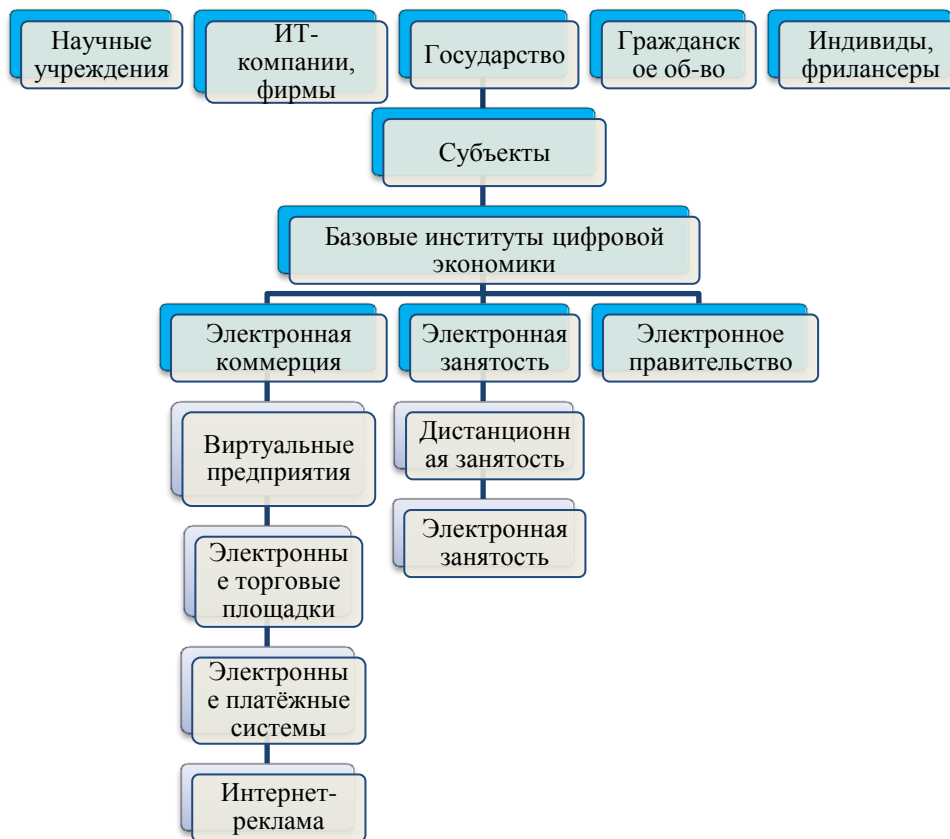 Научные
учреждения
ИТ-
компании,
фирмы
Государство
Гражданск
ое об-во
Индивиды,
фрилансеры
Субъекты
Базовые институты цифровой
экономики
Электронная
коммерция
Электронная
занятость
Электронное
правительство
Виртуальные
предприятия
Дистанционн
ая занятость
Электронная
занятость
Электронны
е торговые
площадки
Электронны
е платёжные
системы
Интернет-
реклама